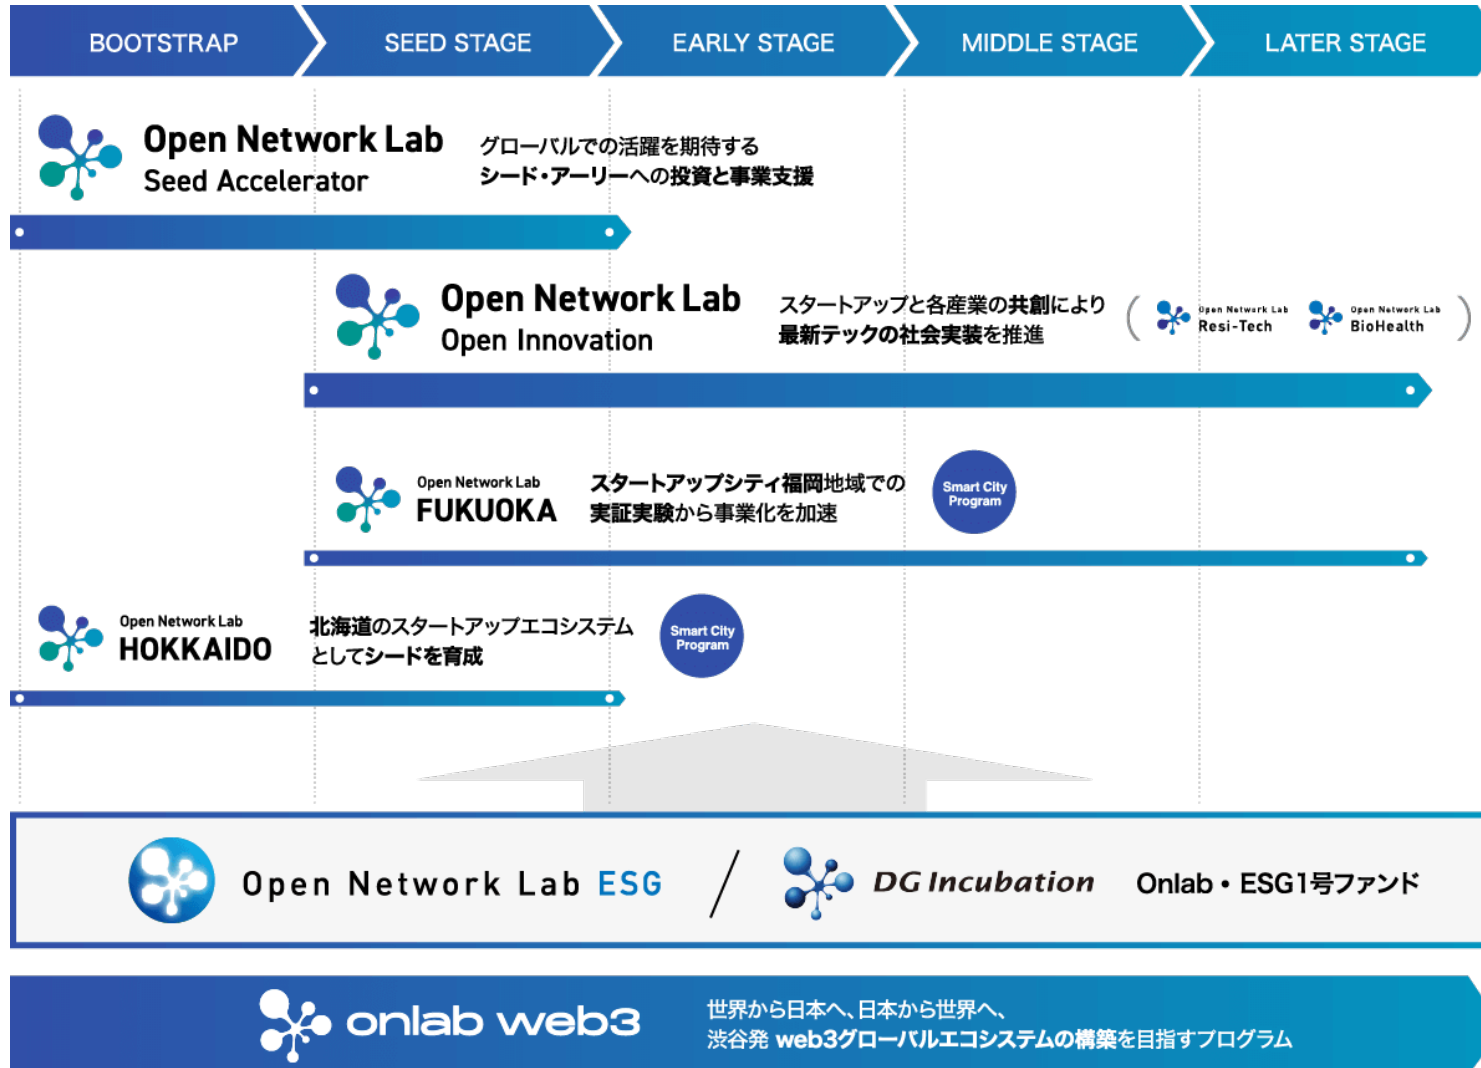 BOOTSTRAP
SEED STAGE
EARLY STAGE
MIDDLE STAGE
LATER STAGE
Open Network Lab
Seed Accelerator
グローバルでの活躍を期待する
シード・アーリーへの投資と事業支援
Open Network Lab
Open Innovation
スタートアップと各産業の共創により
最新テックの社会実装を推進
(
Open Network Lab
Resi-Tech
Open Network Lab
BioHealth
)
Open Network Lab
FUKUOKA
スタートアップシティ福岡地域での
実証実験から事業化を加速
Smart City
Program
Open Network Lab
HOKKAIDO
北海道のスタートアップエコシステム
としてシードを育成
Smart City
Program
Open Network Lab ESG
/
DG Incubation
Onlab・ESG1号ファンド
onlab web3
世界から日本へ、日本から世界へ、
渋谷発 web3グローバルエコシステムの構築を目指すプログラム